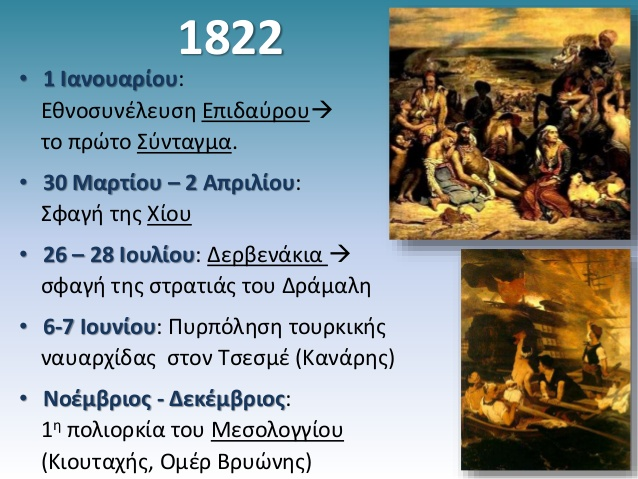 1822
• 1 Ιανουαρίου:
Εθνοσυνέλευση Επιδαύρου→
το πρώτο Σύνταγμα.
• 30 Μαρτίου – 2 Απριλίου:
Σφαγή της Χίου
• 26 – 28 Ιουλίου: Δερβενάκια →
σφαγή της στρατιάς του Δράμαλη
• 6-7 Ιουνίου: Πυρπόληση τουρκικής
ναυαρχίδας στον Τσεσμέ (Κανάρης)
• Νοέμβριος - Δεκέμβριος:
1η πολιορκία του Μεσολογγίου
(Κιουταχής, Ομέρ Βρυώνης)